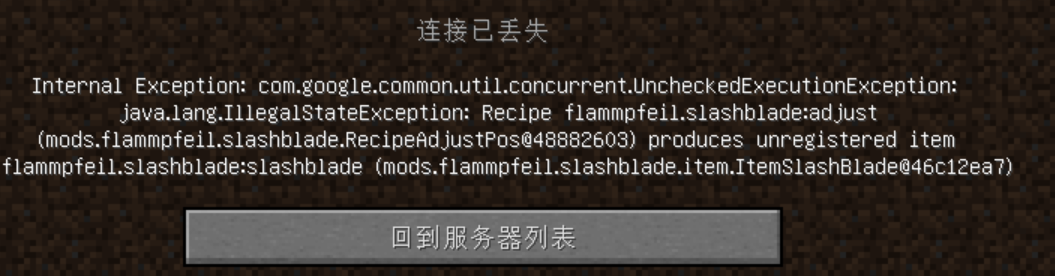 连接已丢失
Internal Exception: com.google.common.util.concurrent.UncheckedExecutionException:
java.lang.IllegalStateException: Recipe flammpfeil.slashblade:adjust
(mods.flammpfeil.slashblade.RecipeAdjustPos@48882603) produces unregistered item
flammpfeil.slashblade:slashblade (mods.flammpfeil.slashblade.item.ItemSlashBlade@46c12ea7)
回到服务器列表